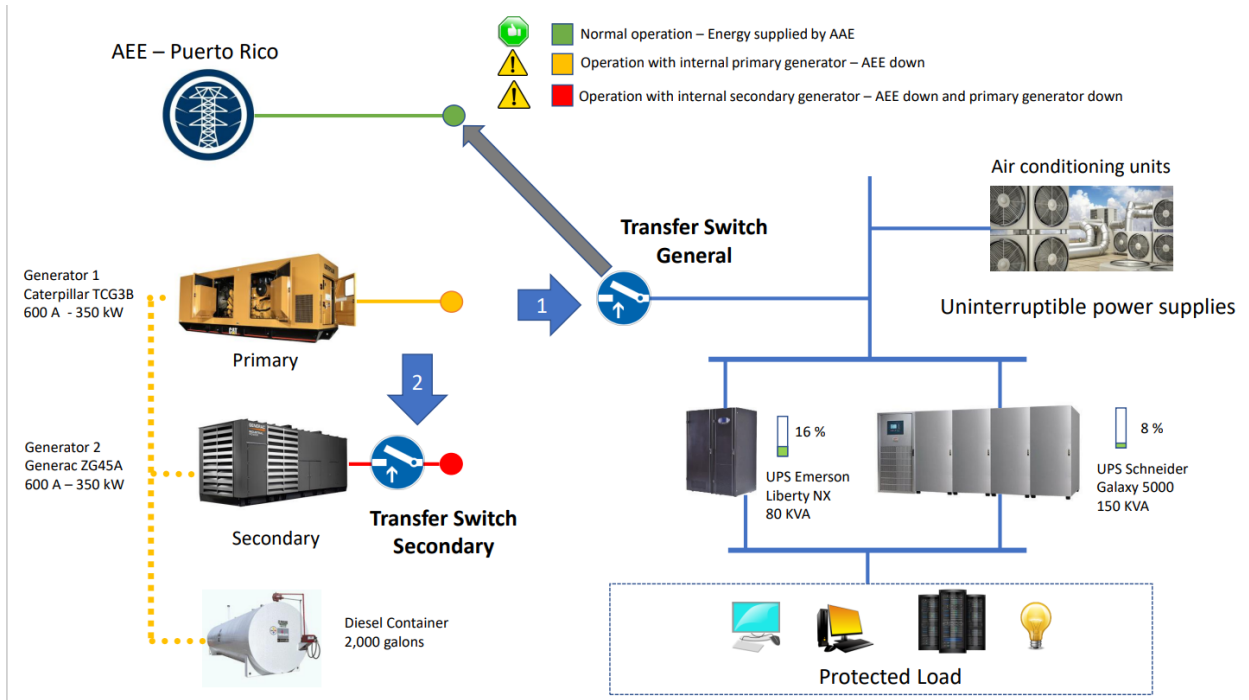 AEE – Puerto Rico
Normal operation – Energy supplied by AAE
Operation with internal primary generator – AEE down
Operation with internal secondary generator – AEE down and primary generator down
Air conditioning units
Transfer Switch
General
Generator 1
Caterpillar TCG3B
600 A  - 350 kW
CAT
1
Uninterruptible power supplies
Primary
2
Generator 2
Generac ZG45A
600 A – 350 kW
16 %
UPS Emerson
Liberty NX
80 KVA
8 %
UPS Schneider
Galaxy 5000
150 KVA
Transfer Switch
Secondary
Secondary
Diesel Container
2,000 galons
Protected Load